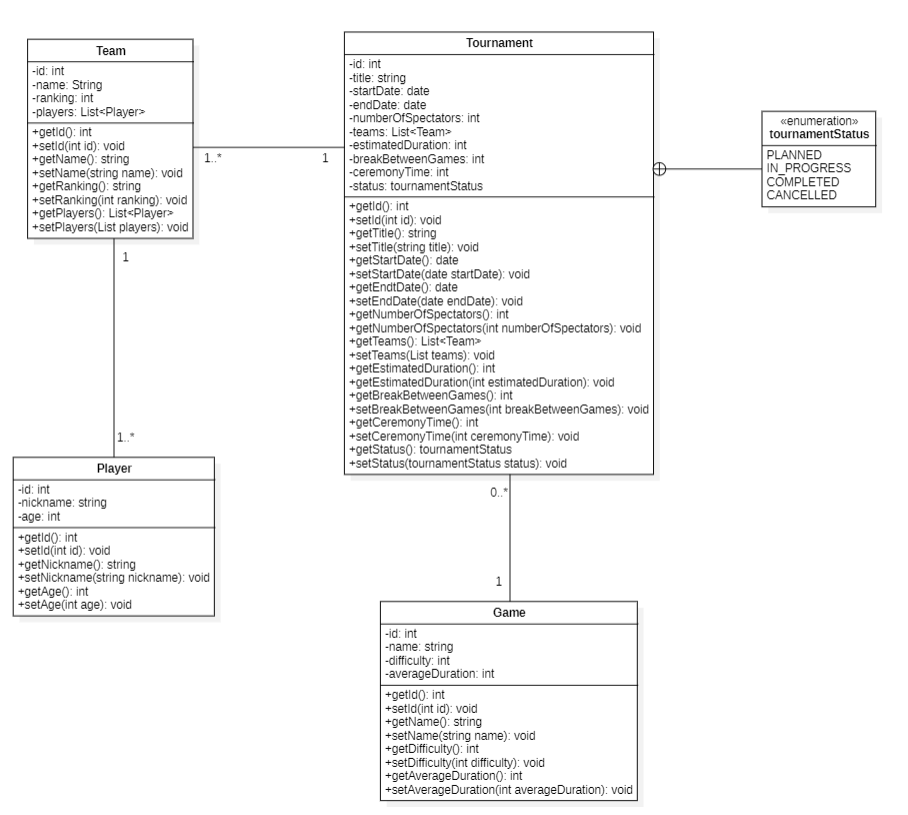 Team
-id: int
-name: String
-ranking: int
-players: List<Player>
+getId(): int
+setId(int id): void
+getName(): string
+setName(string name): void
+getRanking(): string
+setRanking(int ranking): void
+getPlayers(): List<Player>
+setPlayers(List players): void
1..*
1
Tournament
-id: int
-title: string
-startDate: date
-endDate: date
-numberOfSpectators: int
-teams: List<Team>
-estimatedDuration: int
-breakBetweenGames: int
-ceremonyTime: int
-status: tournamentStatus
+getId(): int
+setId(int id): void
+getTitle(): string
+setTitle(string title): void
+getStartDate(): date
+setStartDate(date startDate): void
+getEndtDate(): date
+setEndDate(date endDate): void
+getNumberOfSpectators(): int
+getNumberOfSpectators(int numberOfSpectators): void
+getTeams(): List<Team>
+setTeams(List teams): void
+getEstimatedDuration(): int
+getEstimatedDuration(int estimatedDuration): void
+getBreakBetweenGames(): int
+setBreakBetweenGames(int breakBetweenGames): void
+getCeremonyTime(): int
+setCeremonyTime(int ceremonyTime): void
+getStatus(): tournamentStatus
+setStatus(tournamentStatus status): void
«enumeration»
tournamentStatus
PLANNED
IN_PROGRESS
COMPLETED
CANCELLED
1
1..*
Player
-id: int
-nickname: string
-age: int
+getId(): int
+setId(int id): void
+getNickname(): string
+setNickname(string nickname): void
+getAge(): int
+setAge(int age): void
0..*
1
Game
-id: int
-name: string
-difficulty: int
-averageDuration: int
+getId(): int
+setId(int id): void
+getName(): string
+setName(string name): void
+getDifficulty(): int
+setDifficulty(int difficulty): void
+getAverageDuration(): int
+setAverageDuration(int averageDuration): void